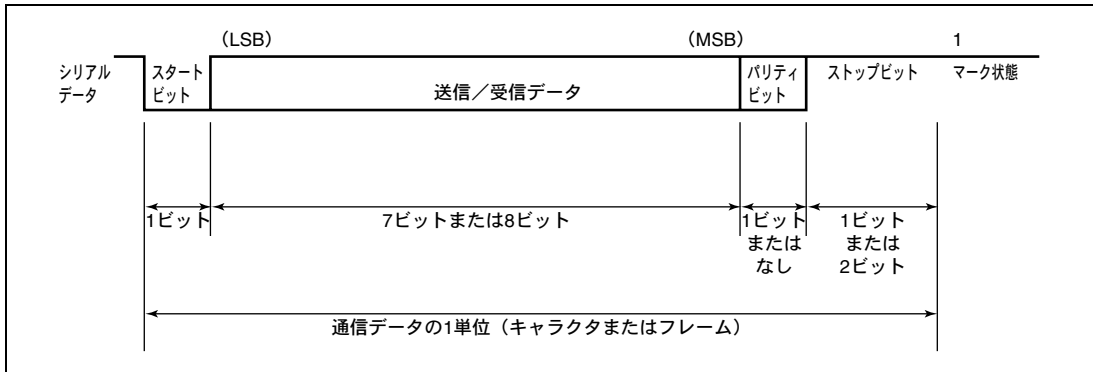 （LSB）
（MSB）
1
シリアル
データ
スタート
ビット
送信／受信データ
パリティ
ビット
ストップビット
マーク状態
1ビット
7ビットまたは8ビット
1ビット
または
なし
1ビット
または
2ビット
通信データの1単位（キャラクタまたはフレーム）